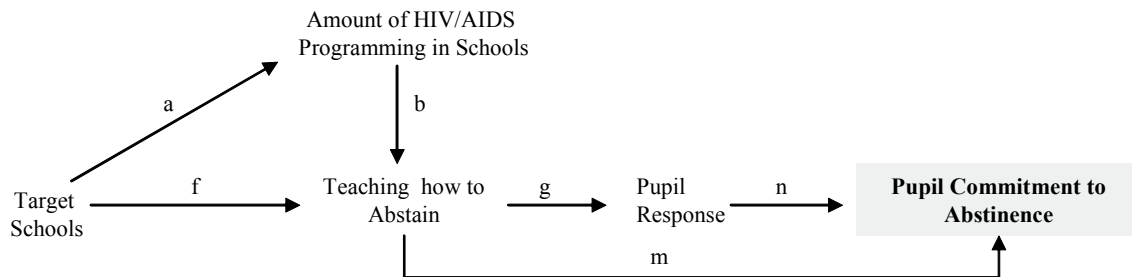 Amount of HIV/AIDS
Programming in Schools
a
b
f
Target
Schools
Teaching how to
Abstain
g
Pupil
Response
n
Pupil Commitment to
Abstinence
m